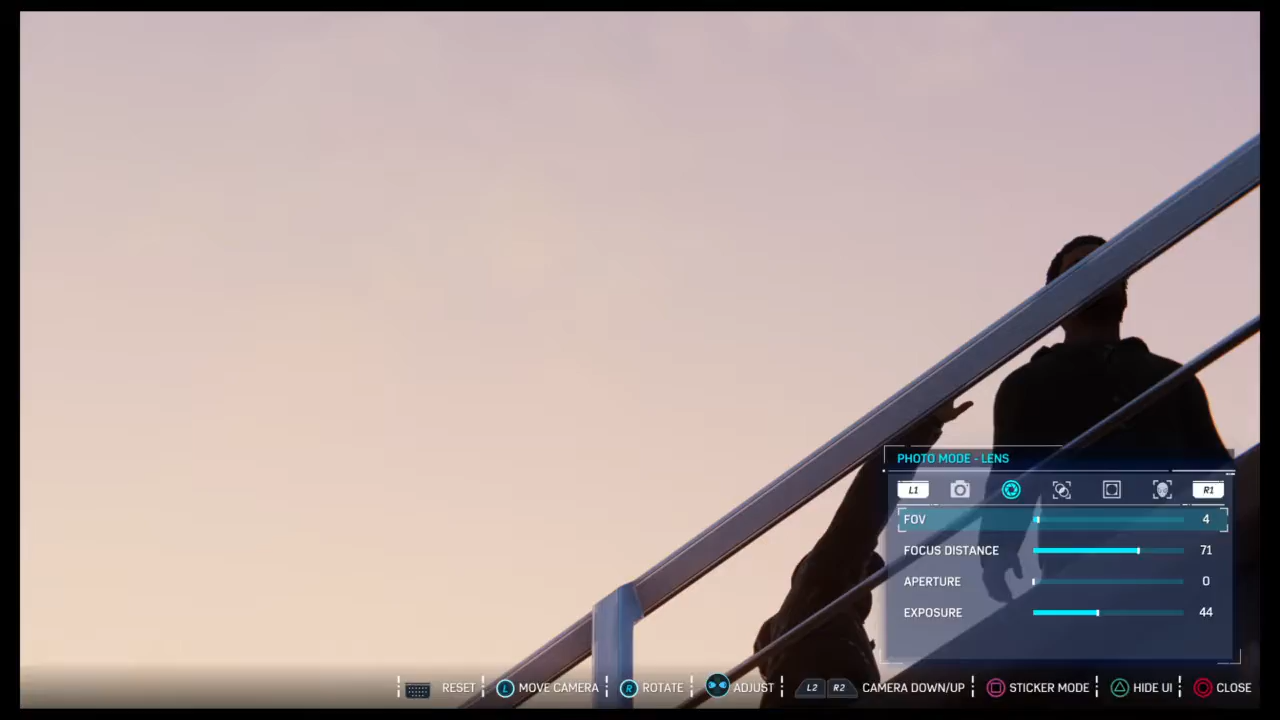 PHOTO MODE - LENS
L1 R1
FOV 4
FOCUS DISTANCE 71
APERTURE 0
EXPOSURE 44
RESET L MOVE CAMERA R ROTATE ADJUST L2 R2 CAMERA DOWN/UP STICKER MODE HIDE UI CLOSE